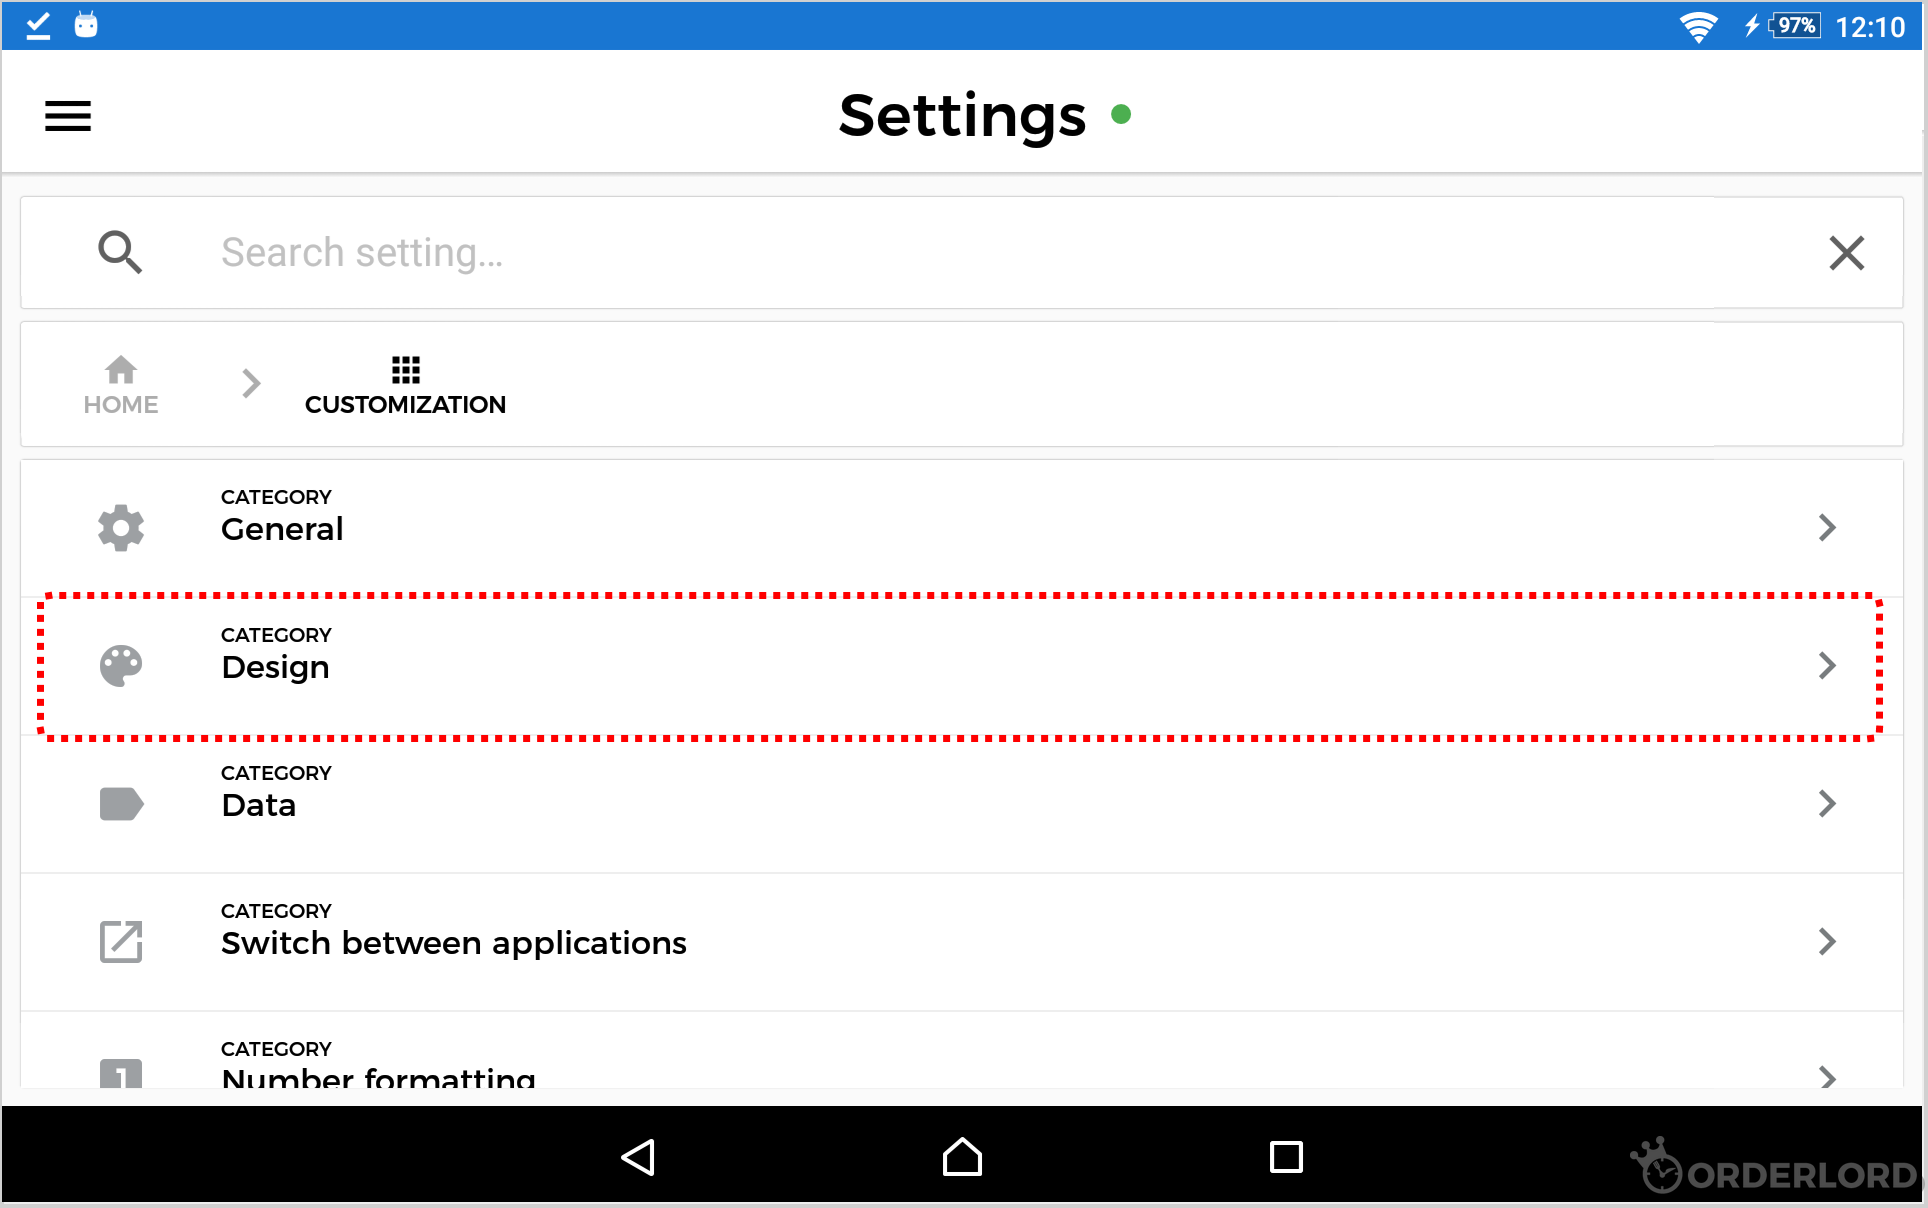 97% 12:10
Settings
Search setting...
HOME
CUSTOMIZATION
CATEGORY
General
CATEGORY
Design
CATEGORY
Data
CATEGORY
Switch between applications
CATEGORY
1
Number formatting
ORDERLORD